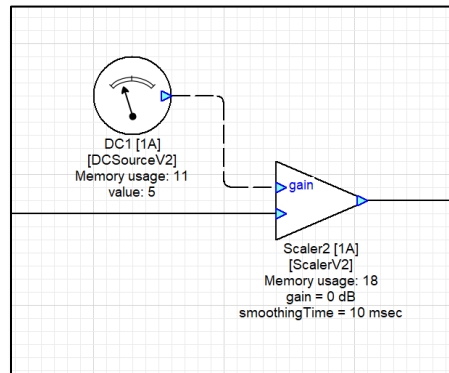 DC1 [1A]
[DCSourceV2]
Memory usage: 11
value: 5
gain
Scaler2 [1A]
[ScalerV2]
Memory usage: 18
gain = 0 dB
smoothingTime = 10 msec